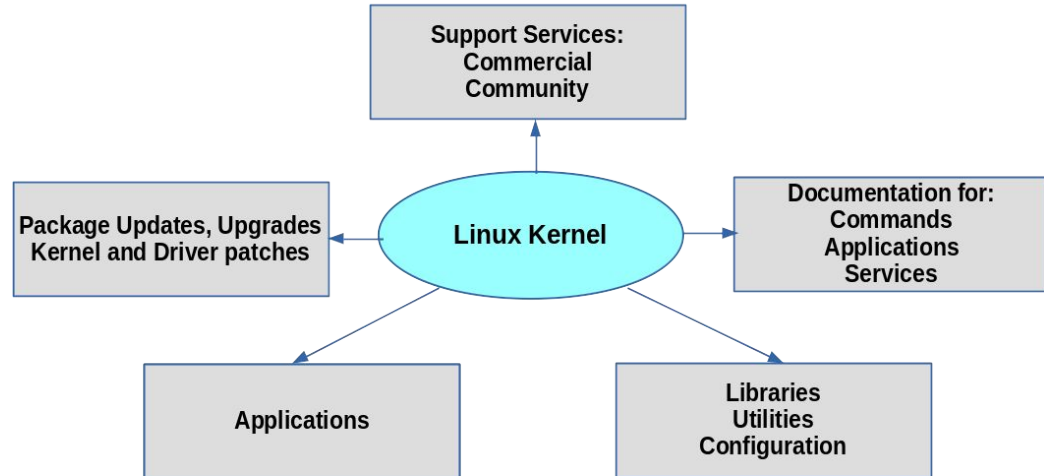 Support Services:
Commercial
Community
Package Updates, Upgrades
Kernel and Driver patches
Linux Kernel
Documentation for:
Commands
Applications
Services
Applications
Libraries
Utilities
Configuration